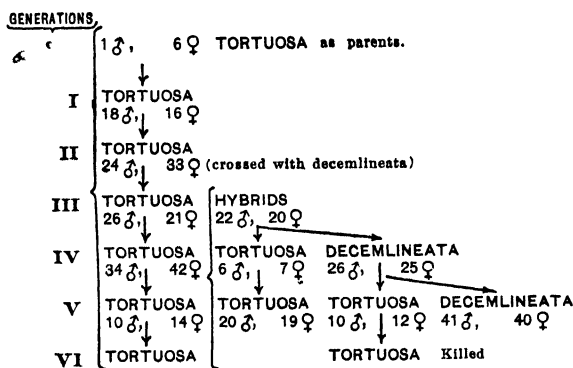 GENERATIONS,
1♂, 6♀ TORTUOSA as parents.
I TORTUOSA
18♂, 16♀
II TORTUOSA
24♂, 33♀ (crossed with decemlineata)
III TORTUOSA HYBRIDS
26♂, 21♀ 22♂, 20♀
IV TORTUOSA TORTUOSA DECEMLINEATA
34♂, 42♀ 6♂, 7♀ 26♂, 25♀
V TORTUOSA TORTUOSA TORTUOSA DECEMLINEATA
10♂, 14♀ 20♂, 19♀ 10♂, 12♀ 41♂, 40♀
VI TORTUOSA TORTUOSA Killed